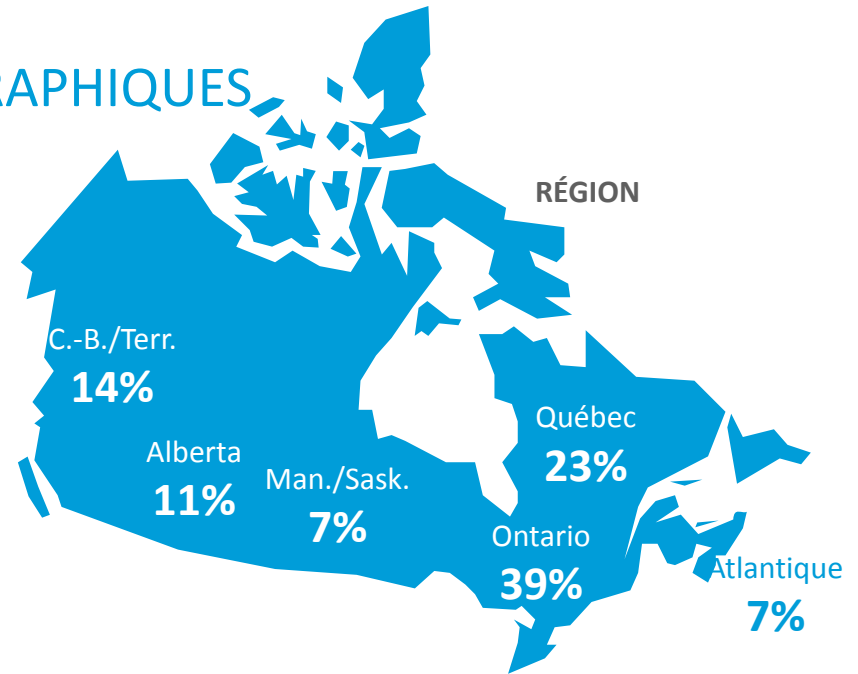 RAPHIQUES
RÉGION
C.-B./Terr.
14%
Alberta
11%
Man./Sask.
7%
Québec
23%
Ontario
39%
Atlantique
7%